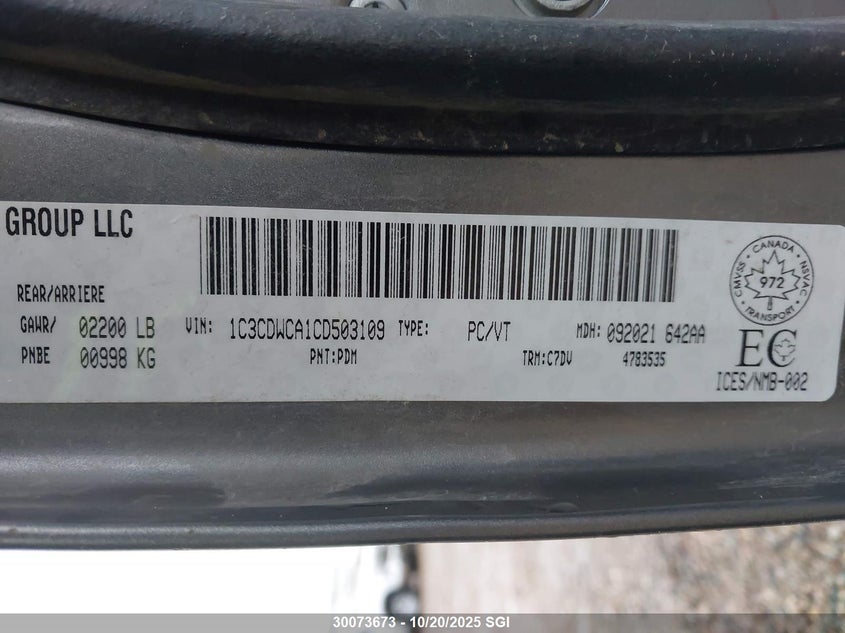 GROUP LLC
REAR/ARRIERE
GAWR/ 02200 LB
PNBE 00998 KG
VIN: 1C3CDWCA1CD503109 TYPE: PC/VT MDH: 092021 642AA
PNT:PDM TRM:C7DV 4783535
CANADA
CMVSS NSVAC
972
TRANSPORT
EC
ICES/NMB-002
30073673 - 10/20/2025 SGI